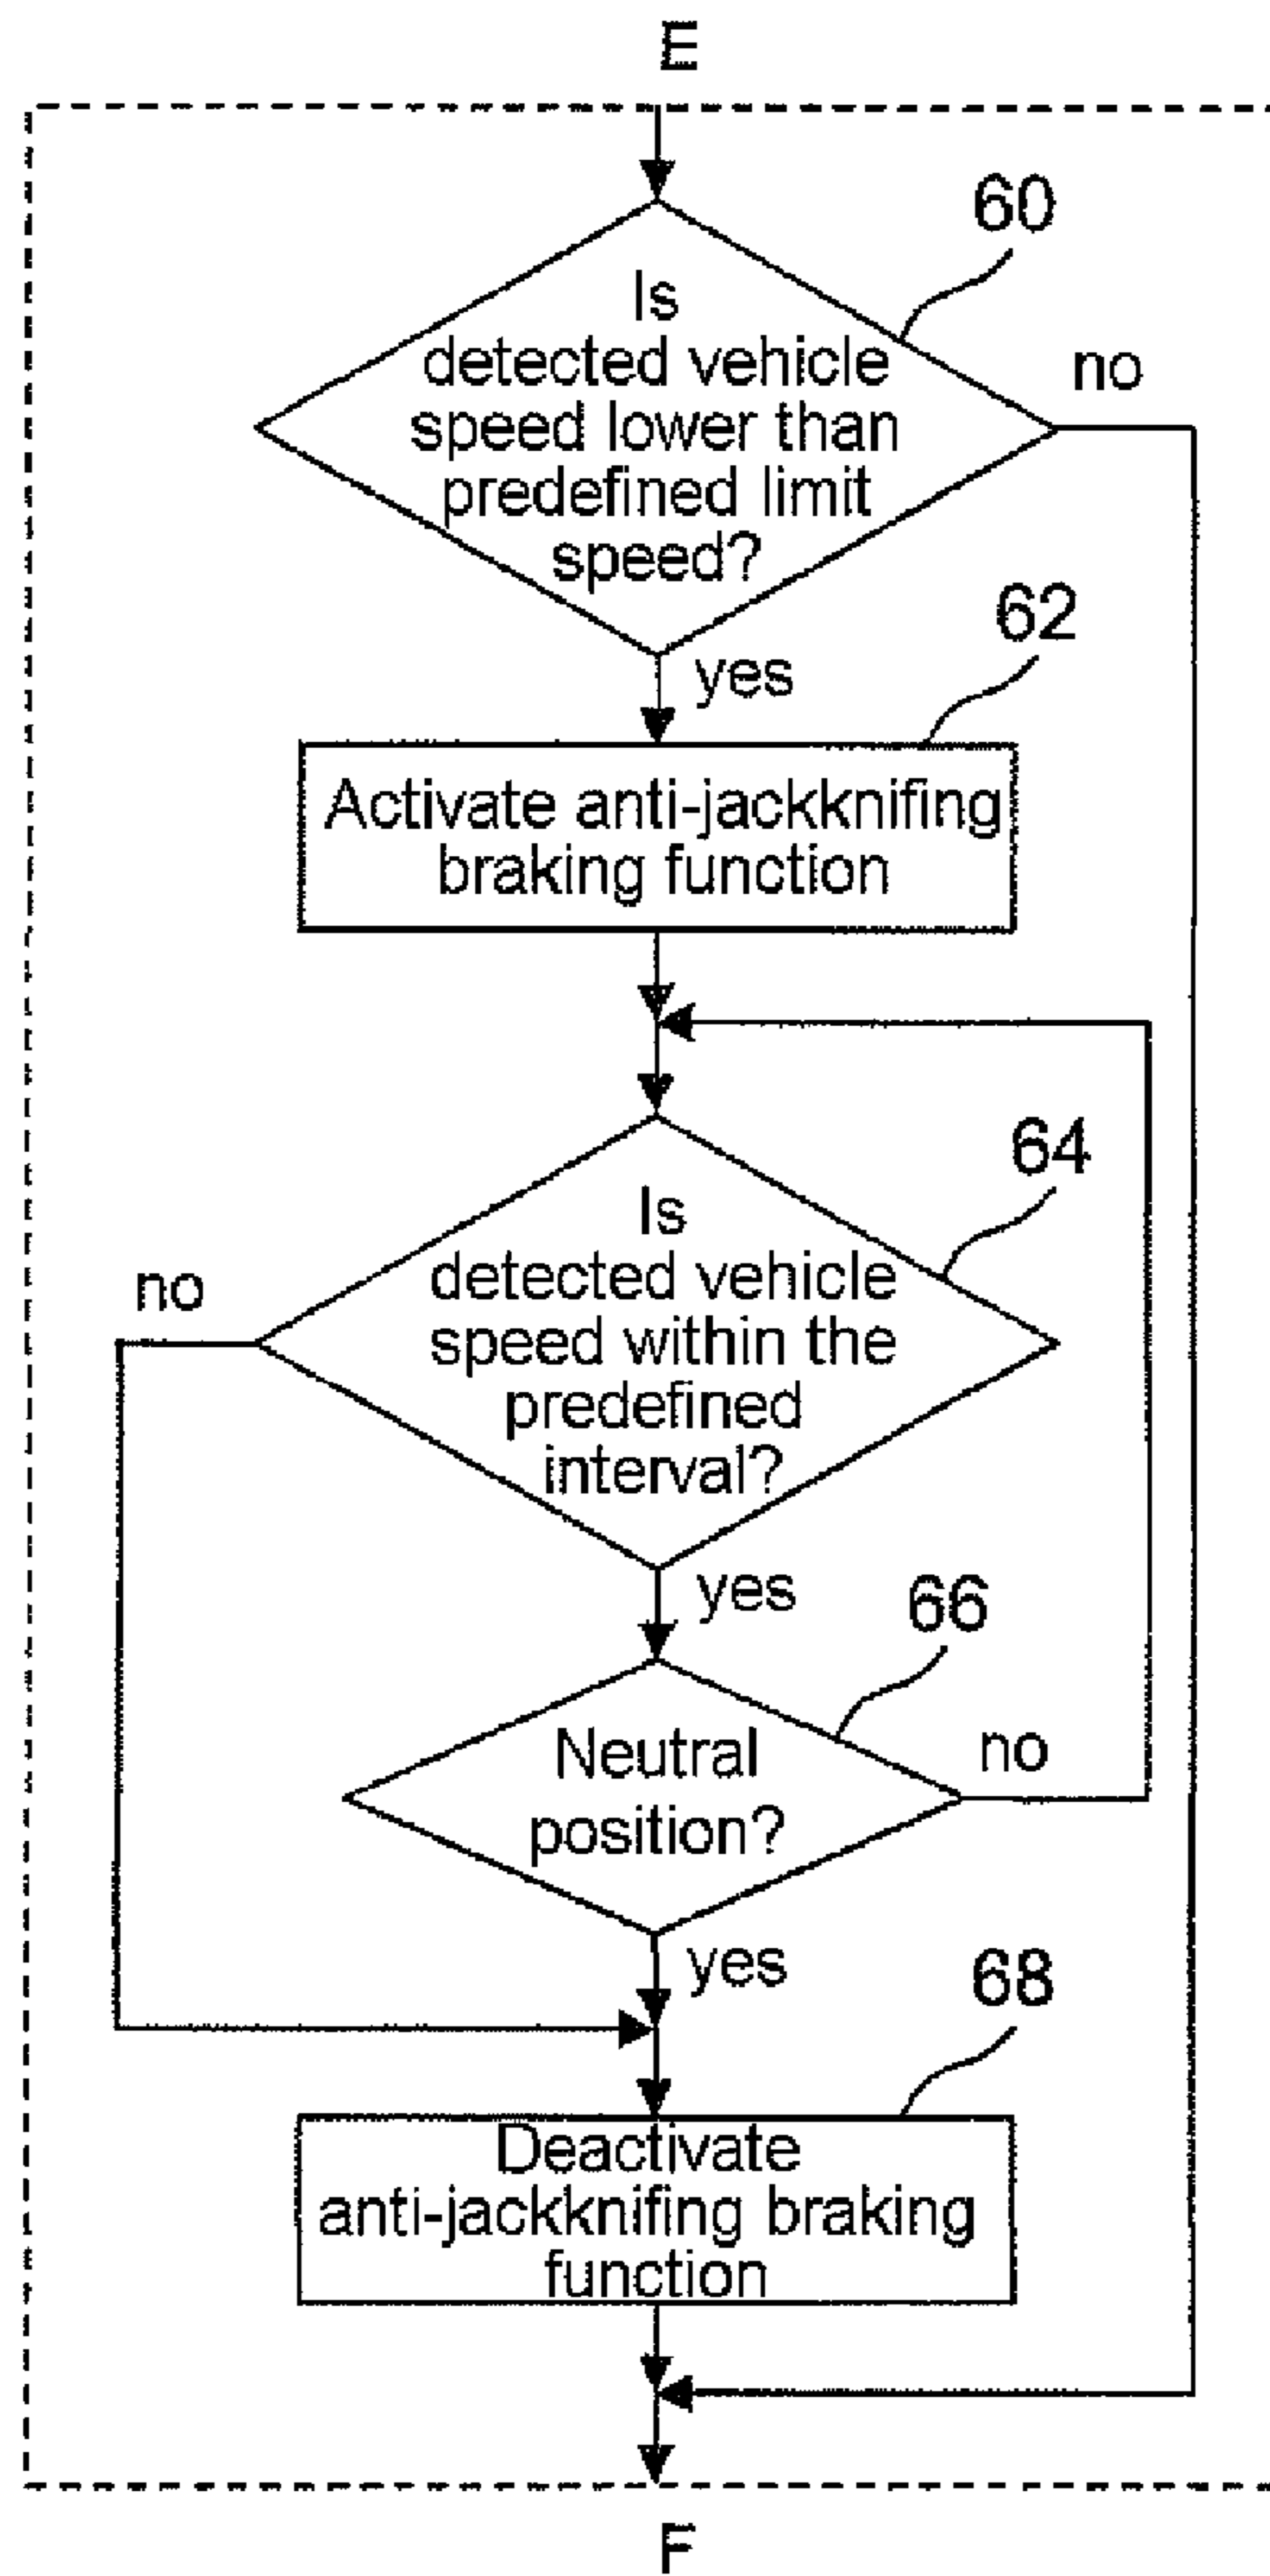 E
60
Is
detected vehicle
speed lower than
predefined limit
speed?
no
yes
62
Activate anti-jackknifing
braking function
64
Is
detected vehicle
speed within the
predefined
interval?
no
yes
66
Neutral
position?
no
yes
68
Deactivate
anti-jackknifing braking
function
F